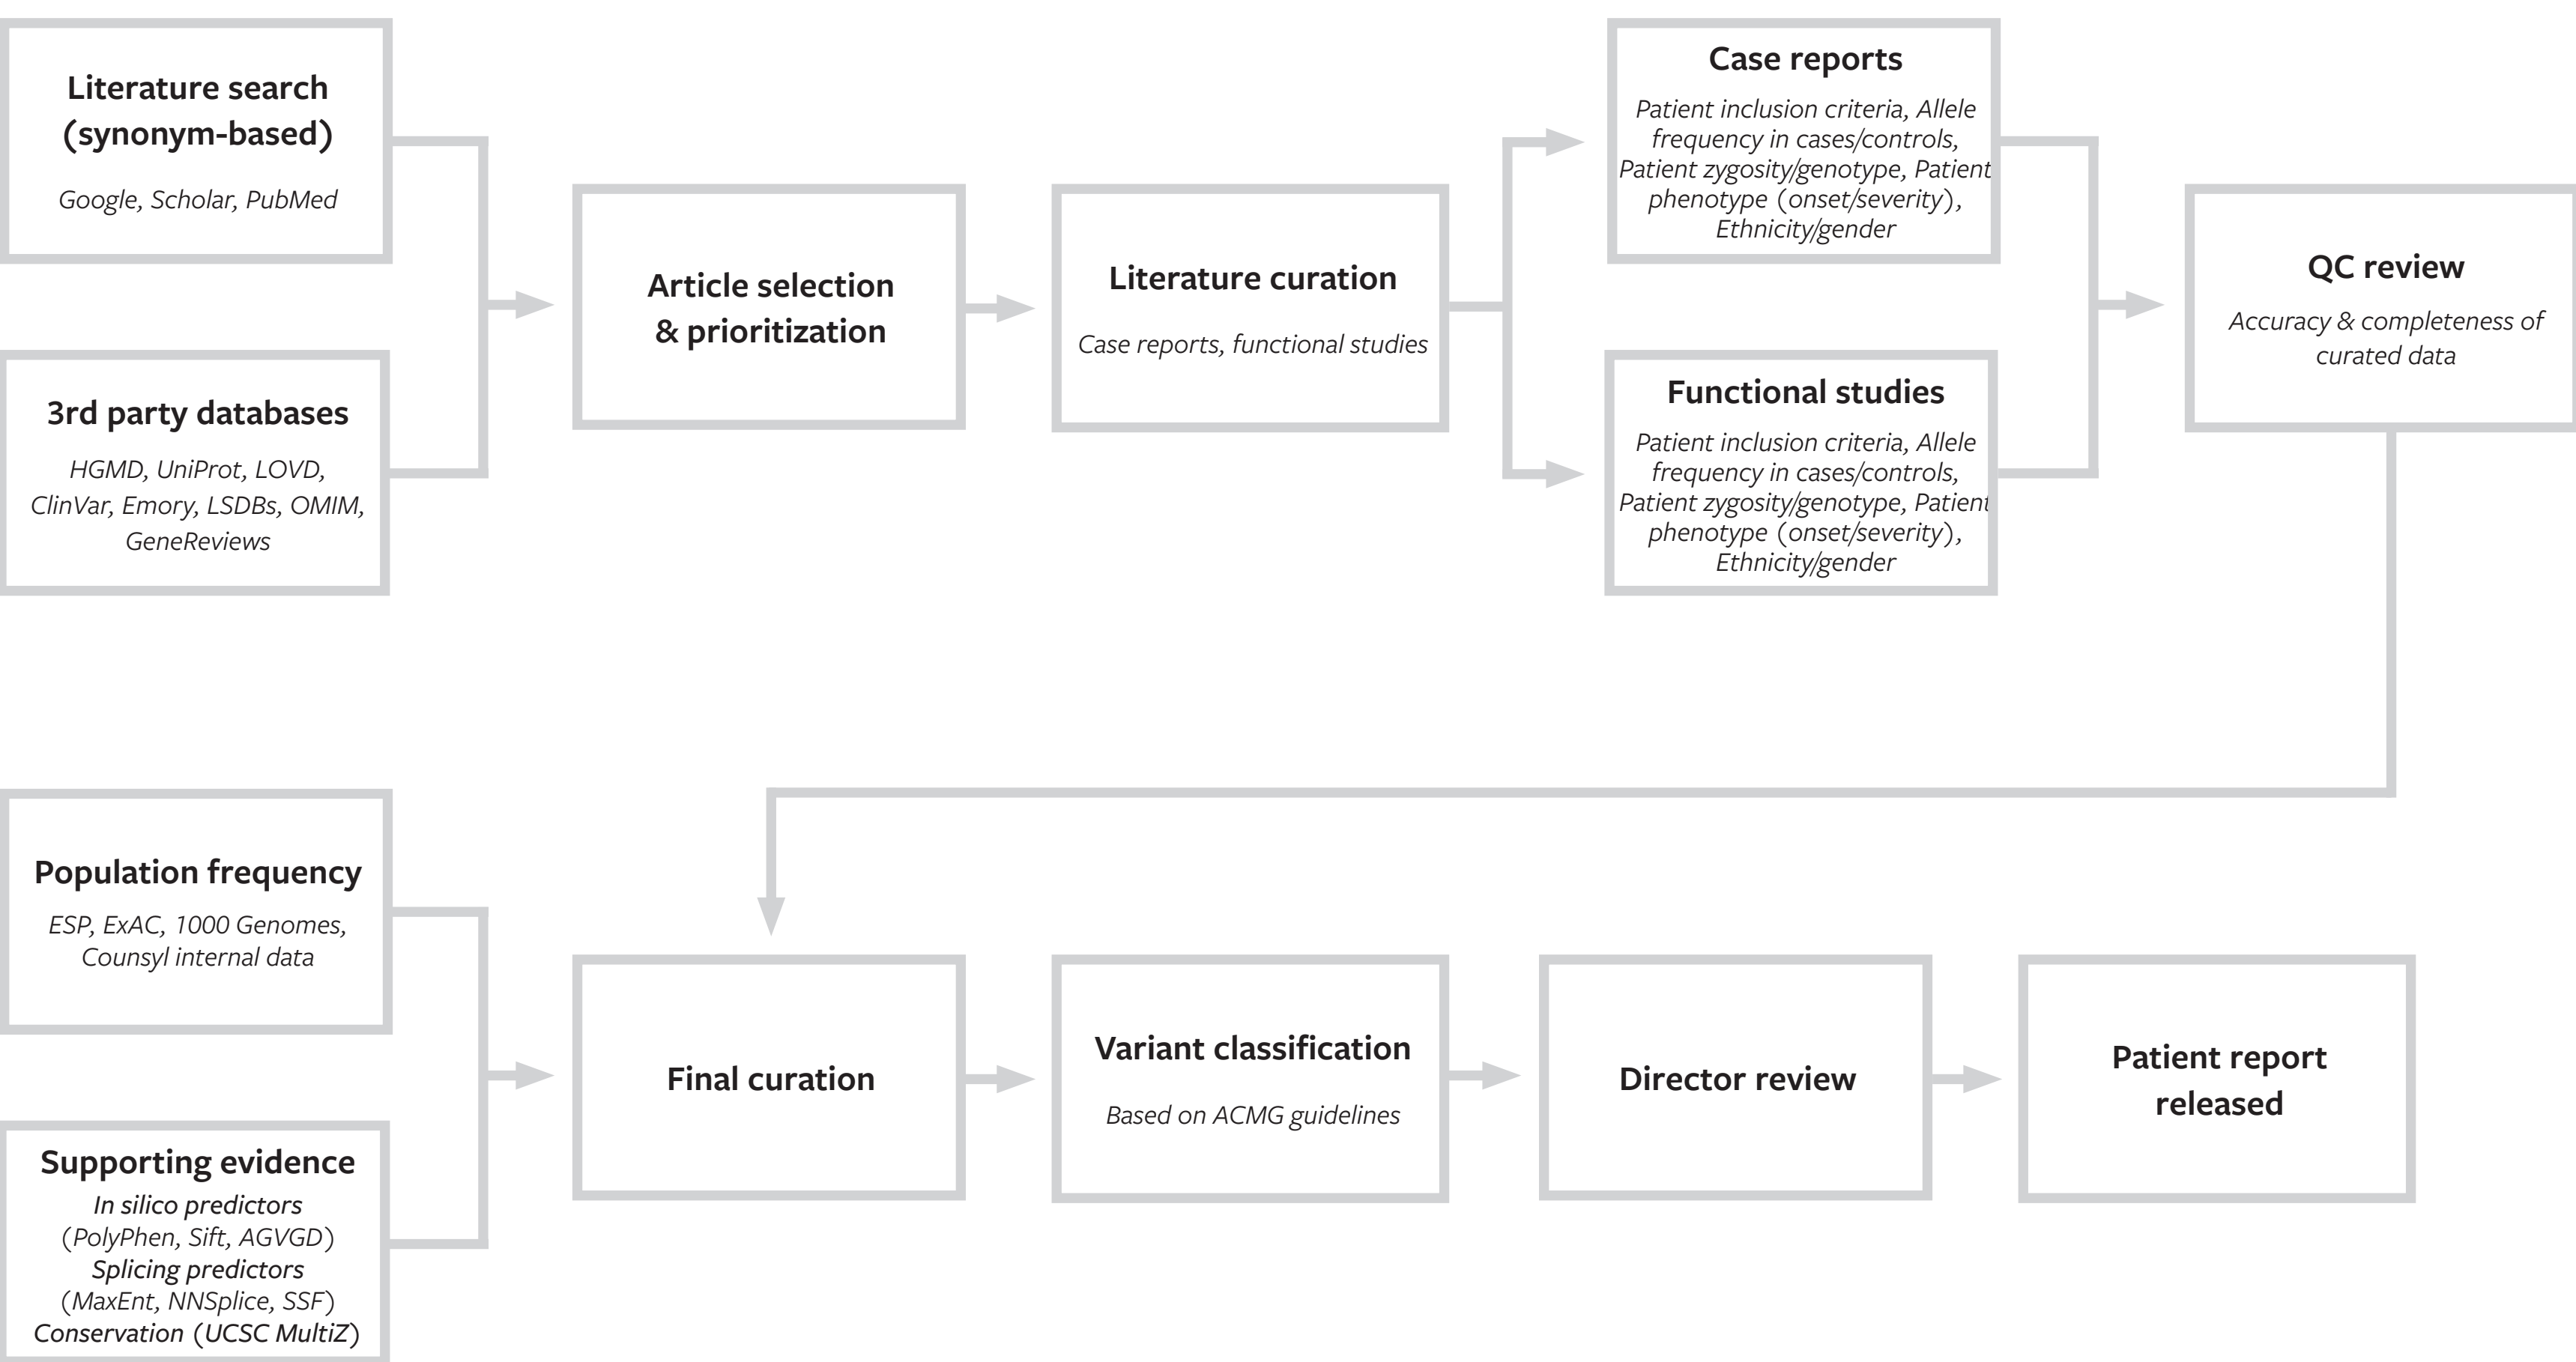 Literature search
(synonym-based)
Google, Scholar, PubMed
3rd party databases
HGMD, UniProt, LOVD,
ClinVar, Emory, LSDBs, OMIM,
GeneReviews
Article selection
& prioritization
Literature curation
Case reports, functional studies
Case reports
Patient inclusion criteria, Allele
frequency in cases/controls,
Patient zygosity/genotype, Patient
phenotype (onset/severity),
Ethnicity/gender
Functional studies
Patient inclusion criteria, Allele
frequency in cases/controls,
Patient zygosity/genotype, Patient
phenotype (onset/severity),
Ethnicity/gender
QC review
Accuracy & completeness of
curated data
Population frequency
ESP, ExAC, 1000 Genomes,
Counsyl internal data
Supporting evidence
In silico predictors
(PolyPhen, Sift, AGVGD)
Splicing predictors
(MaxEnt, NNSplice, SSF)
Conservation (UCSC MultiZ)
Final curation
Variant classification
Based on ACMG guidelines
Director review
Patient report
released